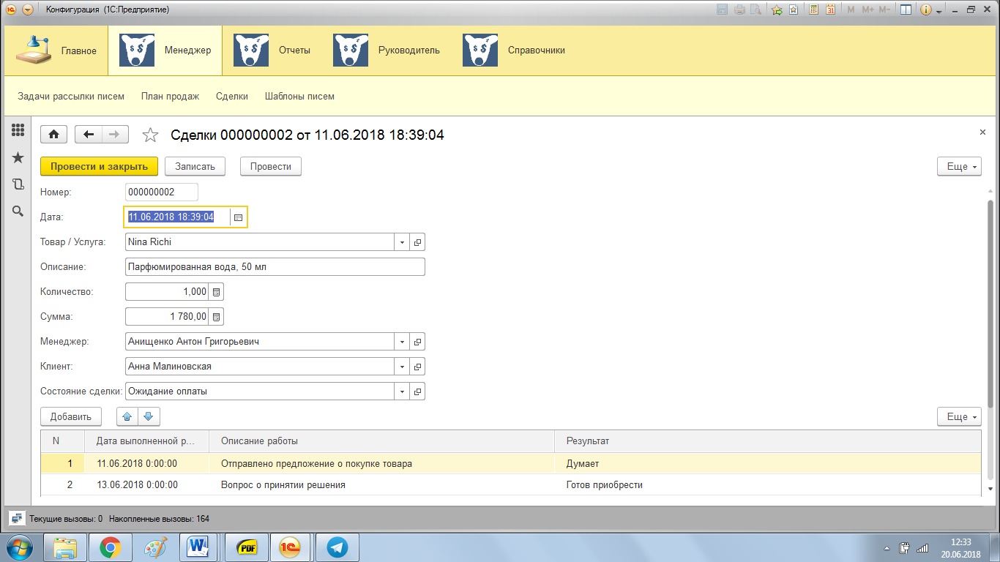 Конфигурация (1С:Предприятие)
M M+ M-
Главное Менеджер Отчеты Руководитель Справочники
Задачи рассылки писем План продаж Сделки Шаблоны писем
Сделки 000000002 от 11.06.2018 18:39:04
Провести и закрыть Записать Провести Еще
Номер: 000000002
Дата: 11.06.2018 18:39:04
Товар / Услуга: Nina Richi
Описание: Парфюмированная вода, 50 мл
Количество: 1,000
Сумма: 1 780,00
Менеджер: Анищенко Антон Григорьевич
Клиент: Анна Малиновская
Состояние сделки: Ожидание оплаты
Добавить Еще
N Дата выполненной р... Описание работы Результат
1 11.06.2018 0:00:00 Отправлено предложение о покупке товара Думает
2 13.06.2018 0:00:00 Вопрос о принятии решения Готов приобрести
Текущие вызовы: 0 Накопленные вызовы: 164
PDF 1С 12:33
20.06.2018